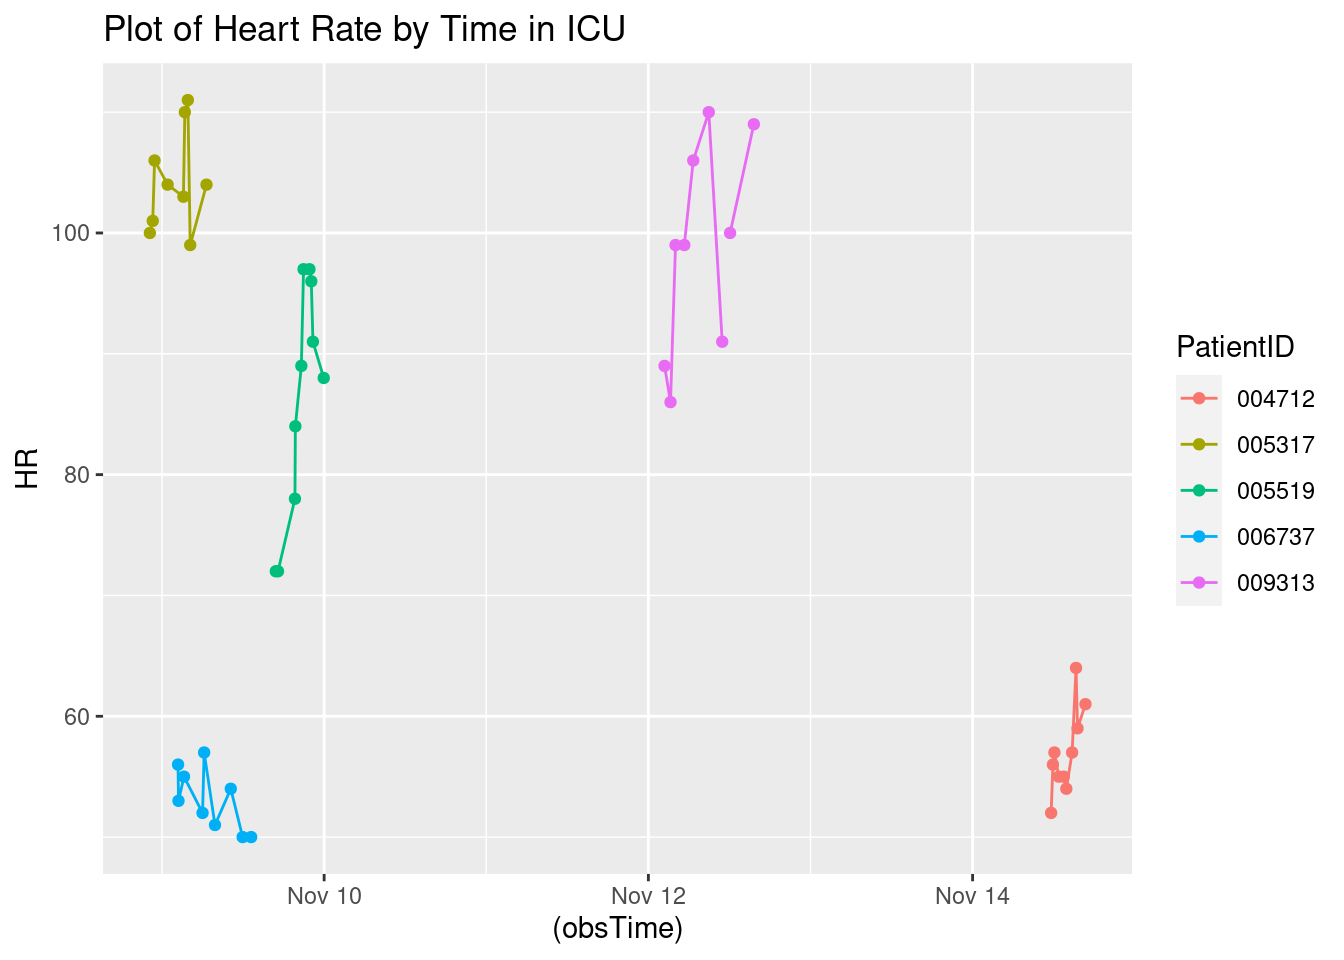 Plot of Heart Rate by Time in ICU
HR
100
80
60
Nov 10
Nov 12
Nov 14
(obsTime)
PatientID
004712
005317
005519
006737
009313